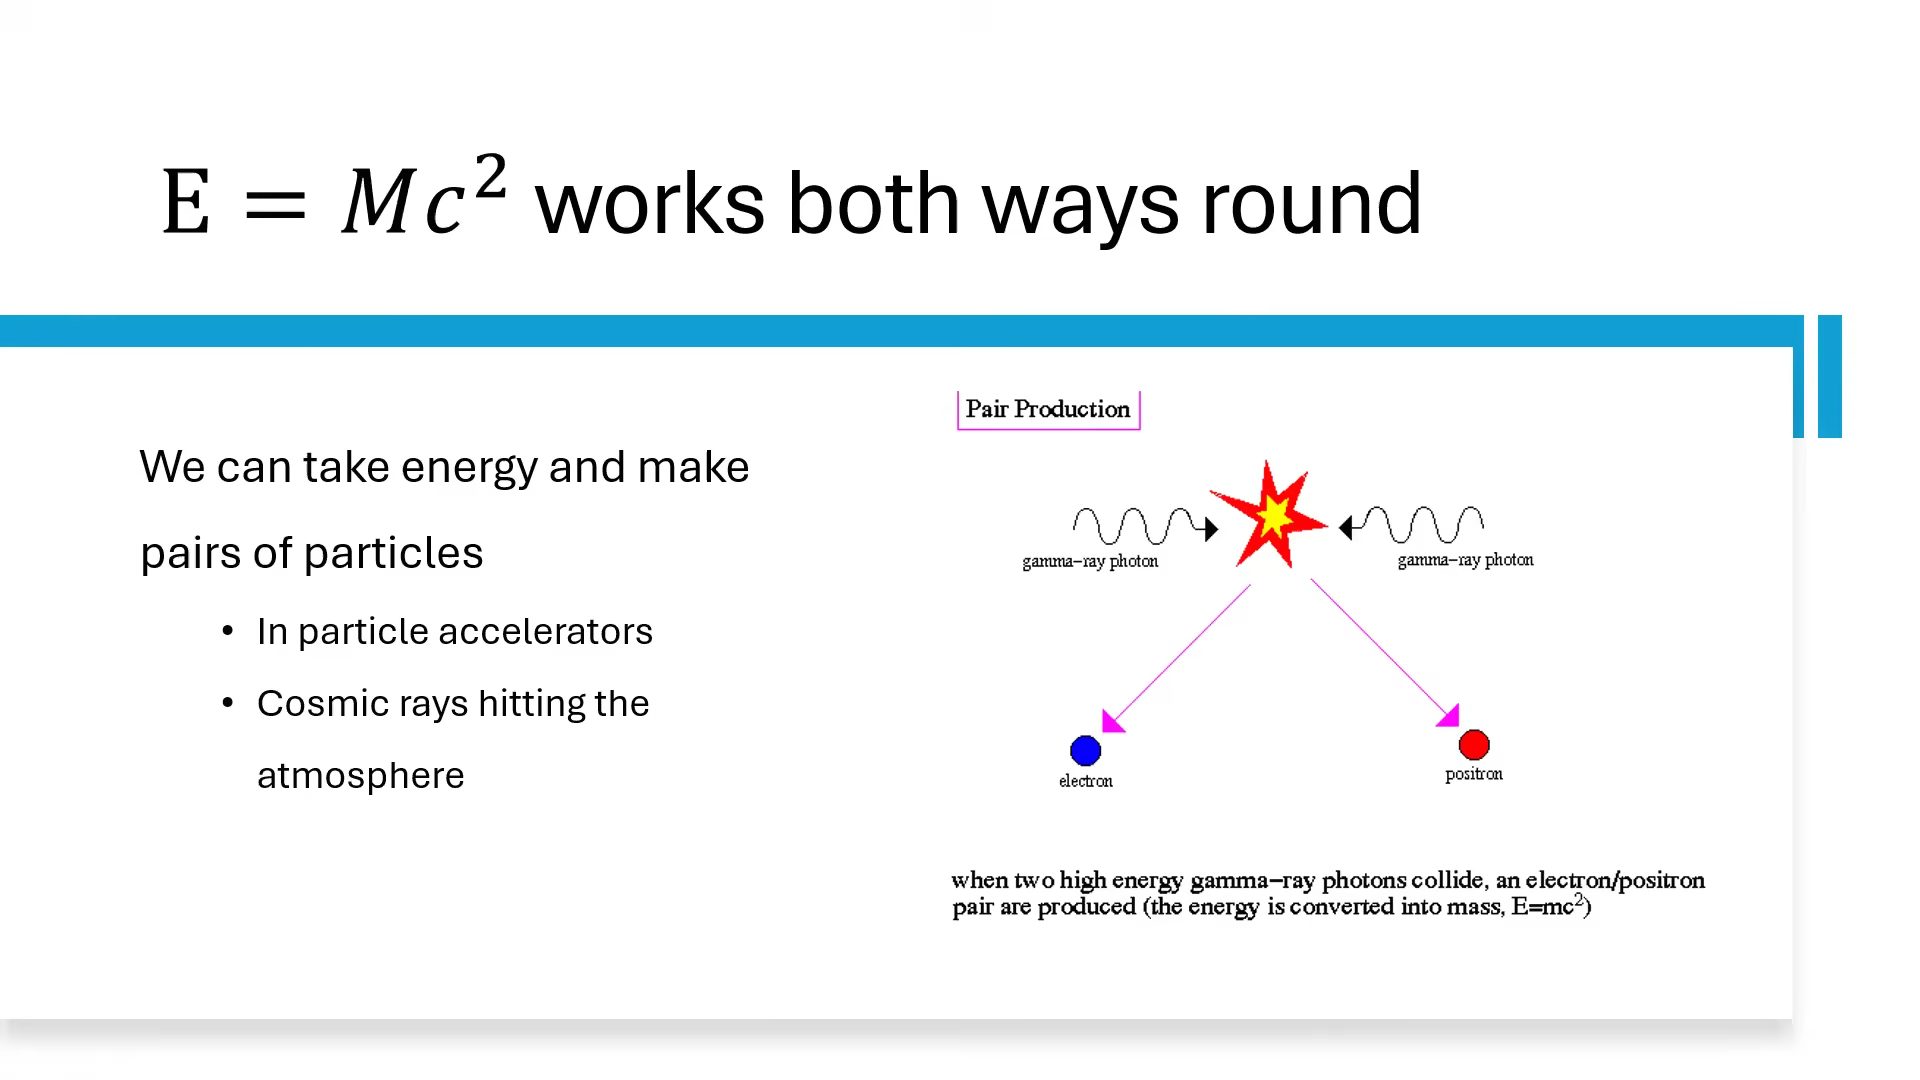 E = Mc² works both ways round
We can take energy and make
pairs of particles
• In particle accelerators
• Cosmic rays hitting the
atmosphere
Pair Production
gamma-ray photon
gamma-ray photon
electron
positron
when two high energy gamma-ray photons collide, an electron/positron
pair are produced (the energy is converted into mass, E=mc²)